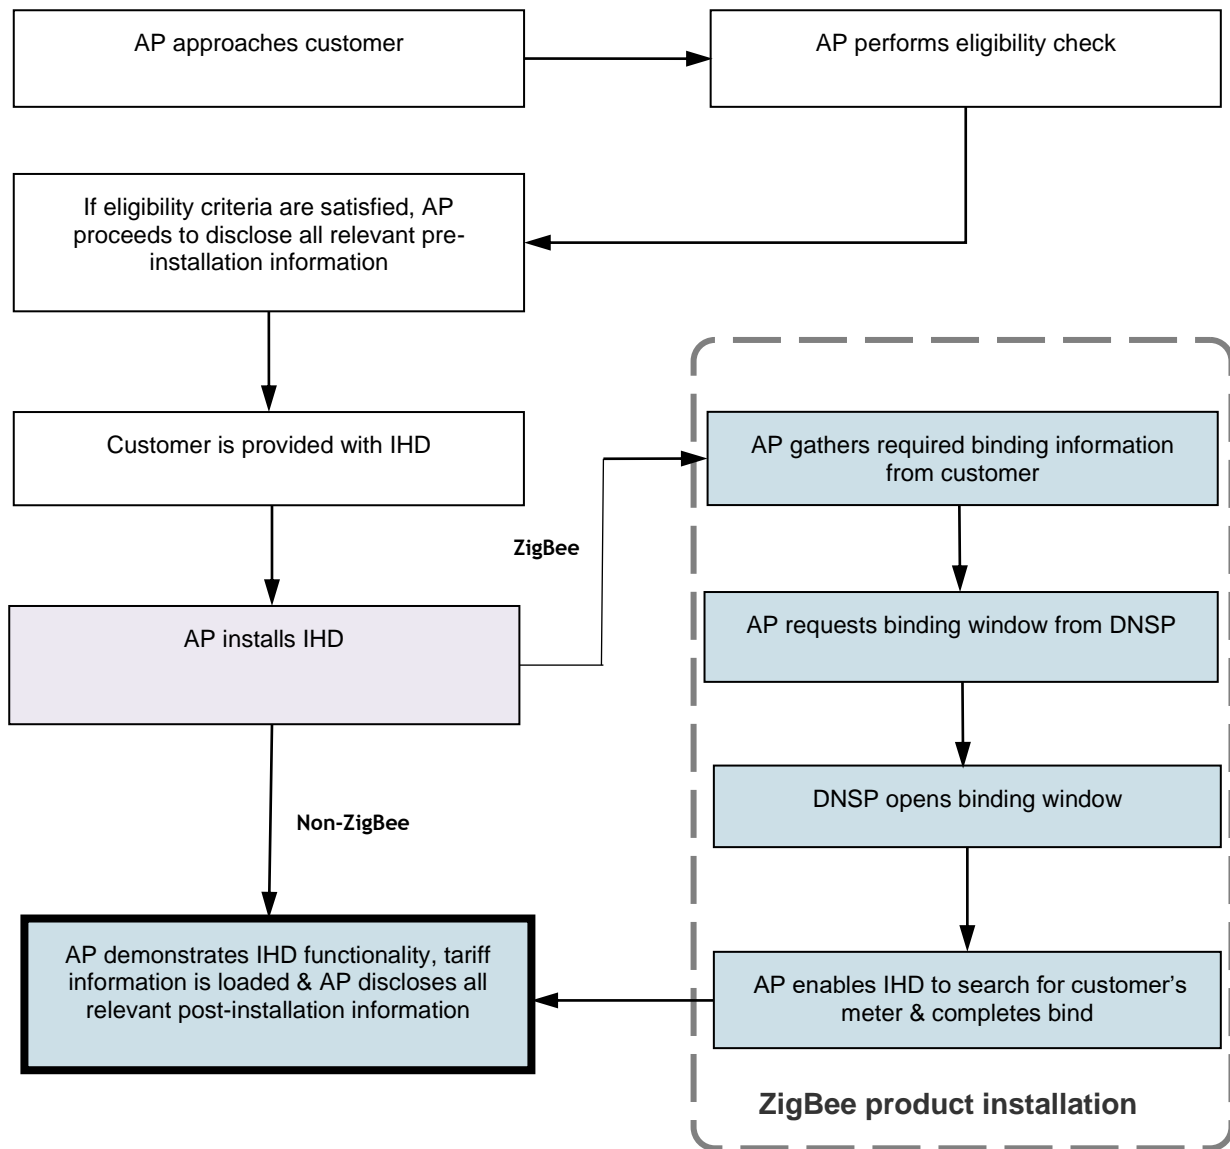 AP approaches customer
AP performs eligibility check
If eligibility criteria are satisfied, AP
proceeds to disclose all relevant pre-
installation information
Customer is provided with IHD
AP gathers required binding information
from customer
ZigBee
AP installs IHD
AP requests binding window from DNSP
DNSP opens binding window
Non-ZigBee
AP demonstrates IHD functionality, tariff
information is loaded & AP discloses all
relevant post-installation information
AP enables IHD to search for customer’s
meter & completes bind
ZigBee product installation